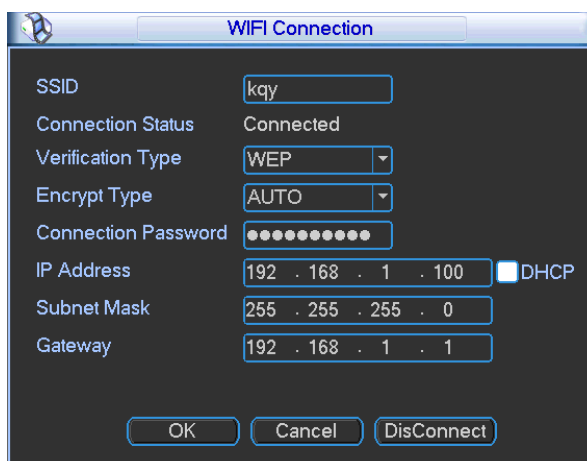 WIFI Connection
SSID kqy
Connection Status Connected
Verification Type WEP
Encrypt Type AUTO
Connection Password ●●●●●●●●●●
IP Address 192 . 168 . 1 . 100 DHCP
Subnet Mask 255 . 255 . 255 . 0
Gateway 192 . 168 . 1 . 1
OK Cancel DisConnect